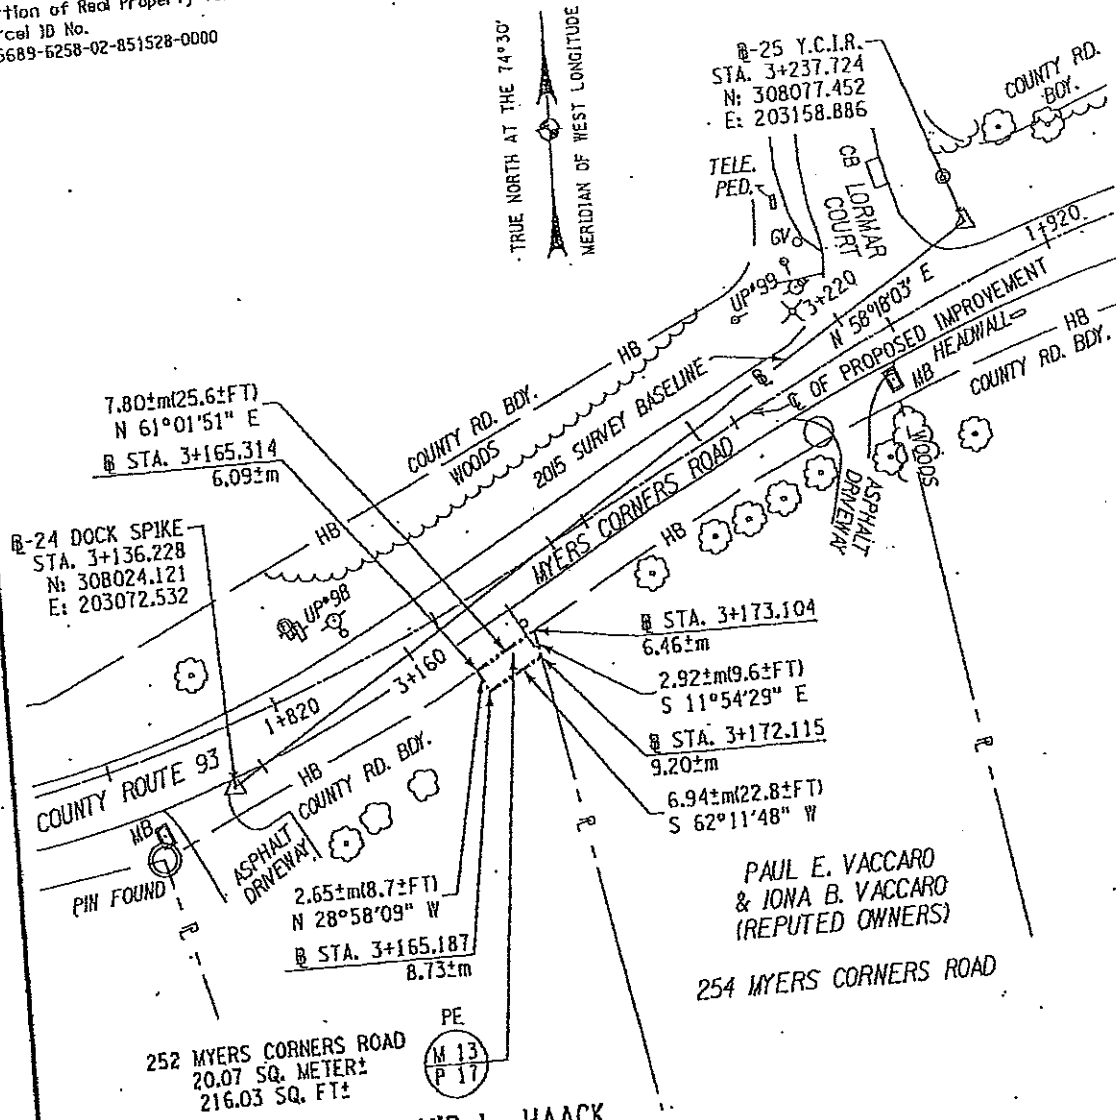 rtion of Real Property
rcel ID No.
6689-6258-02-851528-0000
TRUE NORTH AT THE 74°30'
MERIDIAN OF WEST LONGITUDE
-25 Y.C.I.R.
STA. 3+237.724
N: 308077.452
E: 203158.886
COUNTY RD.
BDY.
TELE.
PED.
CB LORMAR
COURT
GV
UP#99
3+220
1+920
N 58°18'03" E
OF PROPOSED IMPROVEMENT
HEADWALL
HB
MB
COUNTY RD. BDY.
HB
7.80±m(25.6±FT)
N 61°01'51" E
STA. 3+165.314
6.09±m
COUNTY RD. BDY.
WOODS
2015 SURVEY BASELINE
WOODS
ASPHALT
DRIVEWAY
MYERS CORNERS ROAD
HB
HB
-24 DOCK SPIKE
STA. 3+136.228
N: 308024.121
E: 203072.532
UP#98
STA. 3+173.104
6.46±m
2.92±m(9.6±FT)
S 11°54'29" E
STA. 3+172.115
9.20±m
6.94±m(22.8±FT)
S 62°11'48" W
3+160
1+820
COUNTY ROUTE 93
HB
COUNTY RD. BDY.
MB
ASPHALT
DRIVEWAY
PIN FOUND
2.65±m(8.7±FT)
N 28°58'09" W
STA. 3+165.187
8.73±m
PAUL E. VACCARO
& IONA B. VACCARO
(REPUTED OWNERS)
254 MYERS CORNERS ROAD
PE
M 13
P 17
252 MYERS CORNERS ROAD
20.07 SQ. METER±
216.03 SQ. FT±
HAACK